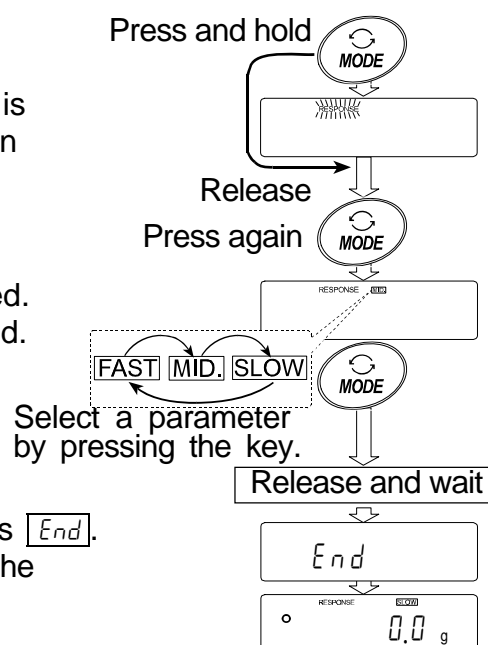 Press and hold
MODE
is
RESPONSE
n
Release
Press again
MODE
RESPONSE MID.
ed.
d.
FAST MID. SLOW
MODE
Select a parameter
by pressing the key.
Release and wait
s End.
he
End
RESPONSE SLOW
0.0 g